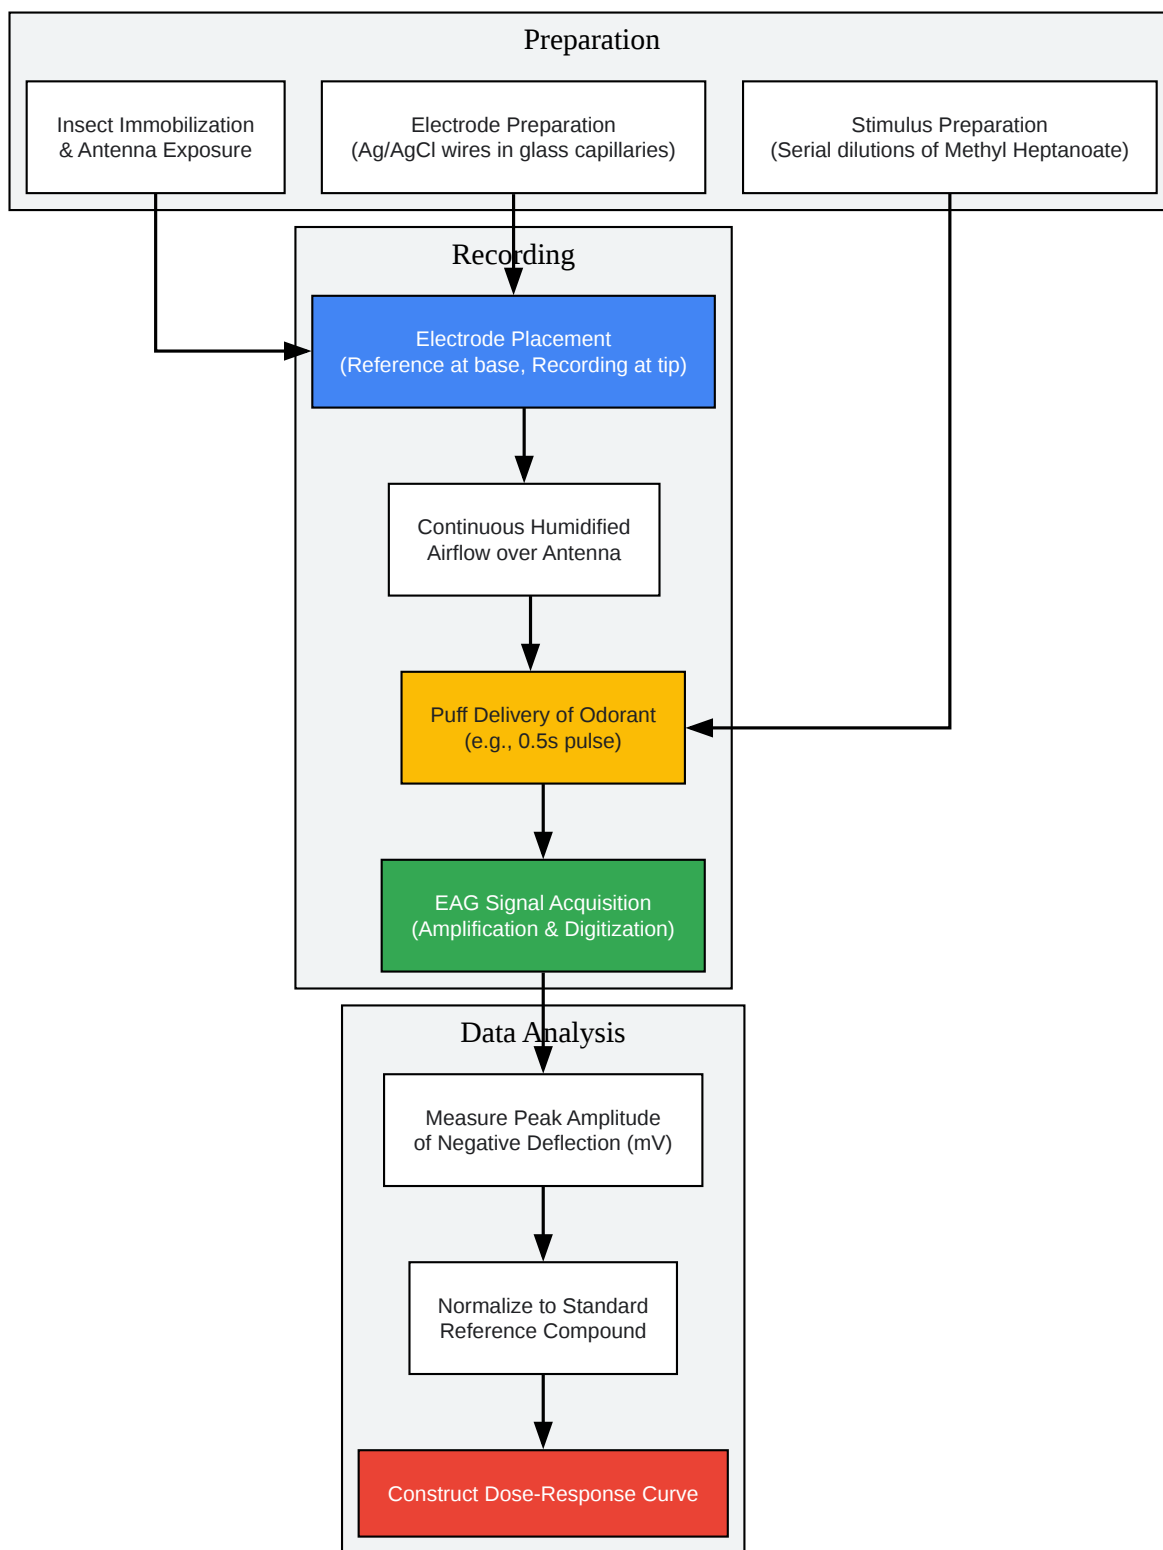 Preparation
Insect Immobilization
& Antenna Exposure
Electrode Preparation
(Ag/AgCl wires in glass capillaries)
Stimulus Preparation
(Serial dilutions of Methyl Heptanoate)
Recording
Electrode Placement
(Reference at base, Recording at tip)
Continuous Humidified
Airflow over Antenna
Puff Delivery of Odorant
(e.g., 0.5s pulse)
EAG Signal Acquisition
(Amplification & Digitization)
Data Analysis
Measure Peak Amplitude
of Negative Deflection (mV)
Normalize to Standard
Reference Compound
Construct Dose-Response Curve